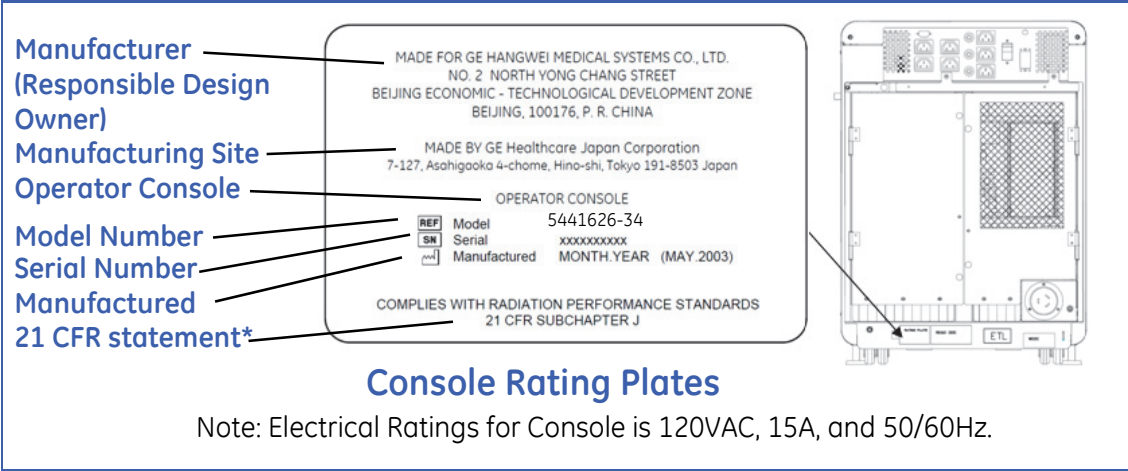 Manufacturer
(Responsible Design
Owner)
Manufacturing Site
Operator Console
Model Number
Serial Number
Manufactured
21 CFR statement*
MADE FOR GE HANGWEI MEDICAL SYSTEMS CO., LTD.
NO. 2 NORTH YONG CHANG STREET
BEIJING ECONOMIC - TECHNOLOGICAL DEVELOPMENT ZONE
BEIJING, 100176, P. R. CHINA
MADE BY GE Healthcare Japan Corporation
7-127, Asahigaoka 4-chome, Hino-shi, Tokyo 191-8503 Japan
OPERATOR CONSOLE
REF Model 5441626-34
SN Serial xxxxxxxxxx
Manufactured MONTH.YEAR (MAY.2003)
COMPLIES WITH RADIATION PERFORMANCE STANDARDS
21 CFR SUBCHAPTER J
RATING PLATE
ETL
Console Rating Plates
Note: Electrical Ratings for Console is 120VAC, 15A, and 50/60Hz.